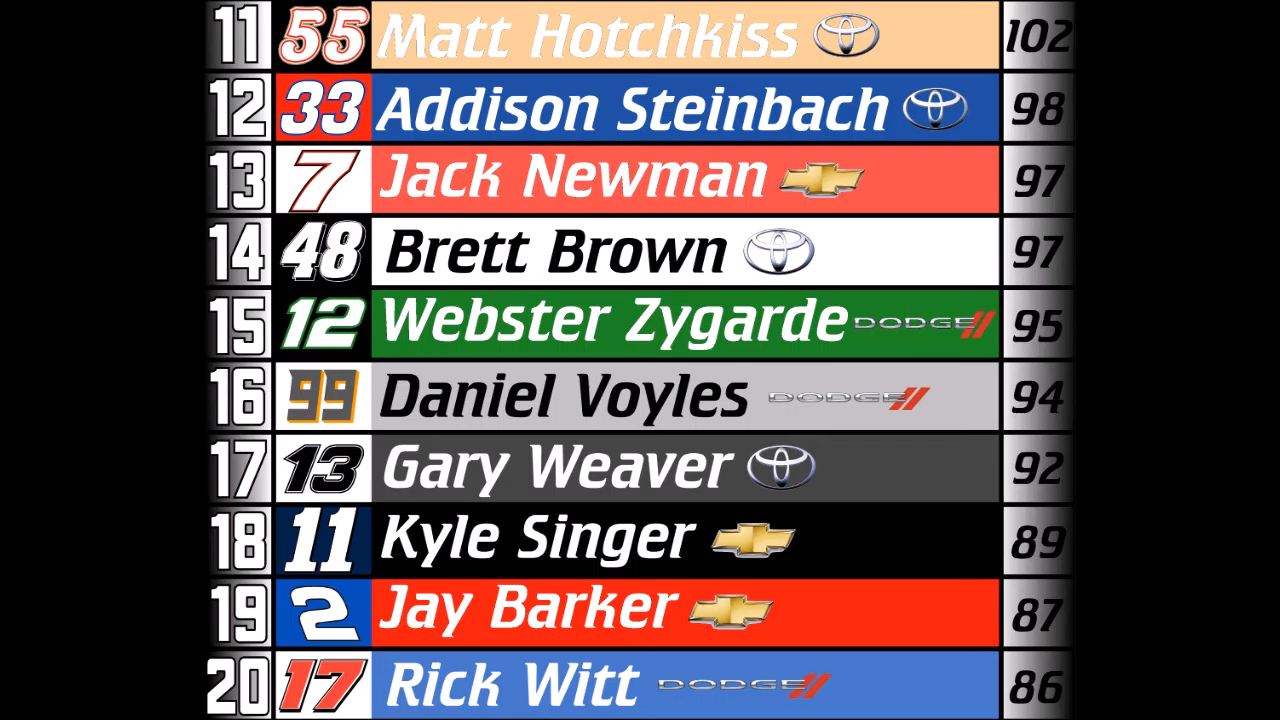 11 55 Matt Hotchkiss 102
12 33 Addison Steinbach 98
13 7 Jack Newman 97
14 48 Brett Brown 97
15 12 Webster Zygarde DODGE 95
16 99 Daniel Voyles DODGE 94
17 13 Gary Weaver 92
18 11 Kyle Singer 89
19 2 Jay Barker 87
20 17 Rick Witt DODGE 86